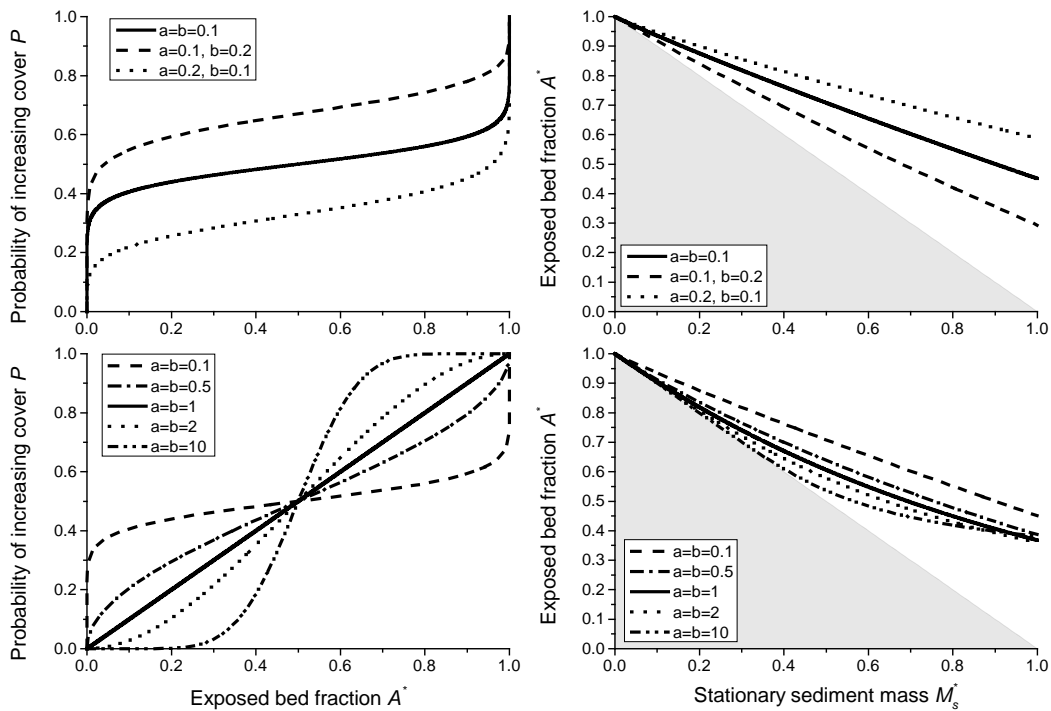 Probability of increasing cover P
1.0
0.8
0.6
0.4
0.2
0.0
a=b=0.1
a=0.1, b=0.2
a=0.2, b=0.1
0.0 0.2 0.4 0.6 0.8 1.0
Exposed bed fraction A*
1.0
0.9
0.8
0.7
0.6
0.5
0.4
0.3
0.2
0.1
0.0
a=b=0.1
a=0.1, b=0.2
a=0.2, b=0.1
0.0 0.2 0.4 0.6 0.8 1.0
Probability of increasing cover P
1.0
0.8
0.6
0.4
0.2
0.0
a=b=0.1
a=b=0.5
a=b=1
a=b=2
a=b=10
0.0 0.2 0.4 0.6 0.8 1.0
Exposed bed fraction A*
Exposed bed fraction A*
1.0
0.9
0.8
0.7
0.6
0.5
0.4
0.3
0.2
0.1
0.0
a=b=0.1
a=b=0.5
a=b=1
a=b=2
a=b=10
0.0 0.2 0.4 0.6 0.8 1.0
Stationary sediment mass M*s